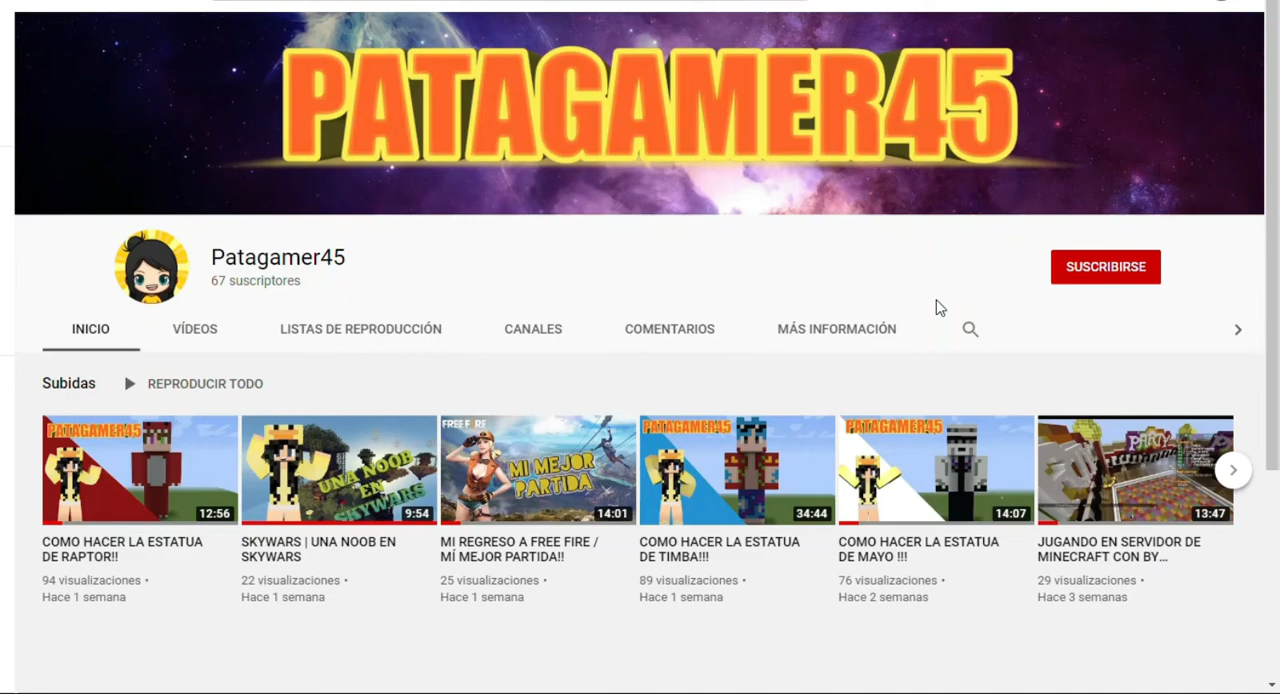 PATAGAMER45
Patagamer45
67 suscriptores
SUSCRIBIRSE
INICIO
VÍDEOS
LISTAS DE REPRODUCCIÓN
CANALES
COMENTARIOS
MÁS INFORMACIÓN
Subidas
REPRODUCIR TODO
PATAGAMER45
12:56
COMO HACER LA ESTATUA
DE RAPTOR!!
94 visualizaciones •
Hace 1 semana
UNA NOOB
EN
SKYWARS
9:54
SKYWARS | UNA NOOB EN
SKYWARS
22 visualizaciones •
Hace 1 semana
FREE FIRE
MI MEJOR
PARTIDA
14:01
MI REGRESO A FREE FIRE /
MÍ MEJOR PARTIDA!!
25 visualizaciones •
Hace 1 semana
PATAGAMER45
34:44
COMO HACER LA ESTATUA
DE TIMBA!!!
89 visualizaciones •
Hace 1 semana
PATAGAMER45
14:07
COMO HACER LA ESTATUA
DE MAYO !!!
76 visualizaciones •
Hace 2 semanas
PARTY
13:47
JUGANDO EN SERVIDOR DE
MINECRAFT CON BY...
29 visualizaciones •
Hace 3 semanas